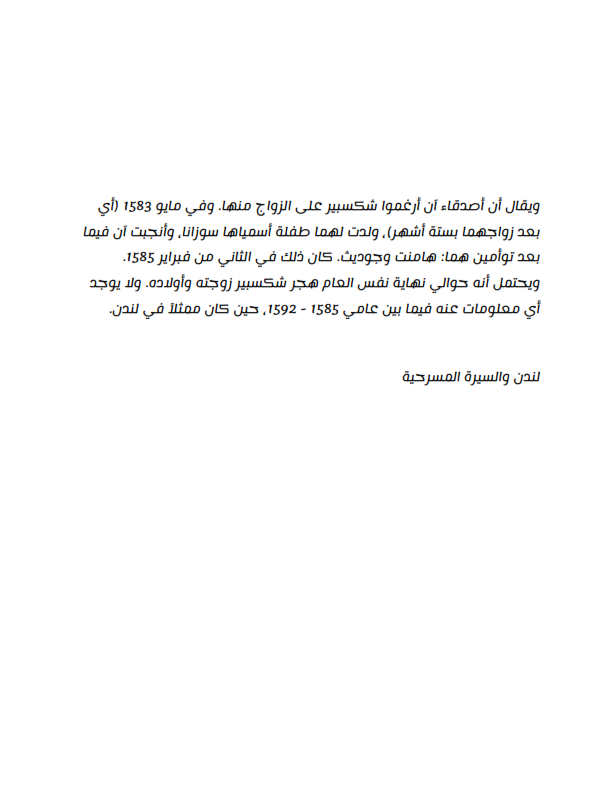 ويقال أن أصدقاء آن أرغموا شكسبير على الزواج منها. وفي مايو 1583 (أي
بعد زواجهما بستة أشهر)، ولدت لهما طفلة أسمياها سوزانا، وأنجبت آن فيما
بعد توأمين هما: هامنت وجوديث. كان ذلك في الثاني من فبراير 1585.
ويحتمل أنه حوالي نهاية نفس العام هجر شكسبير زوجته وأولاده. ولا يوجد
أي معلومات عنه فيما بين عامي 1585 - 1592، حين كان ممثلاً في لندن.
لندن والسيرة المسرحية